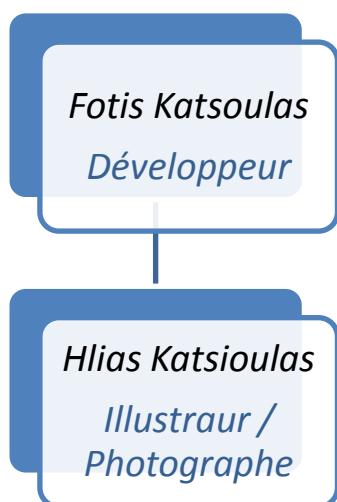 Fotis Katsoulas
Développeur
Hlias Katsioulas
Illustraur /
Photographe